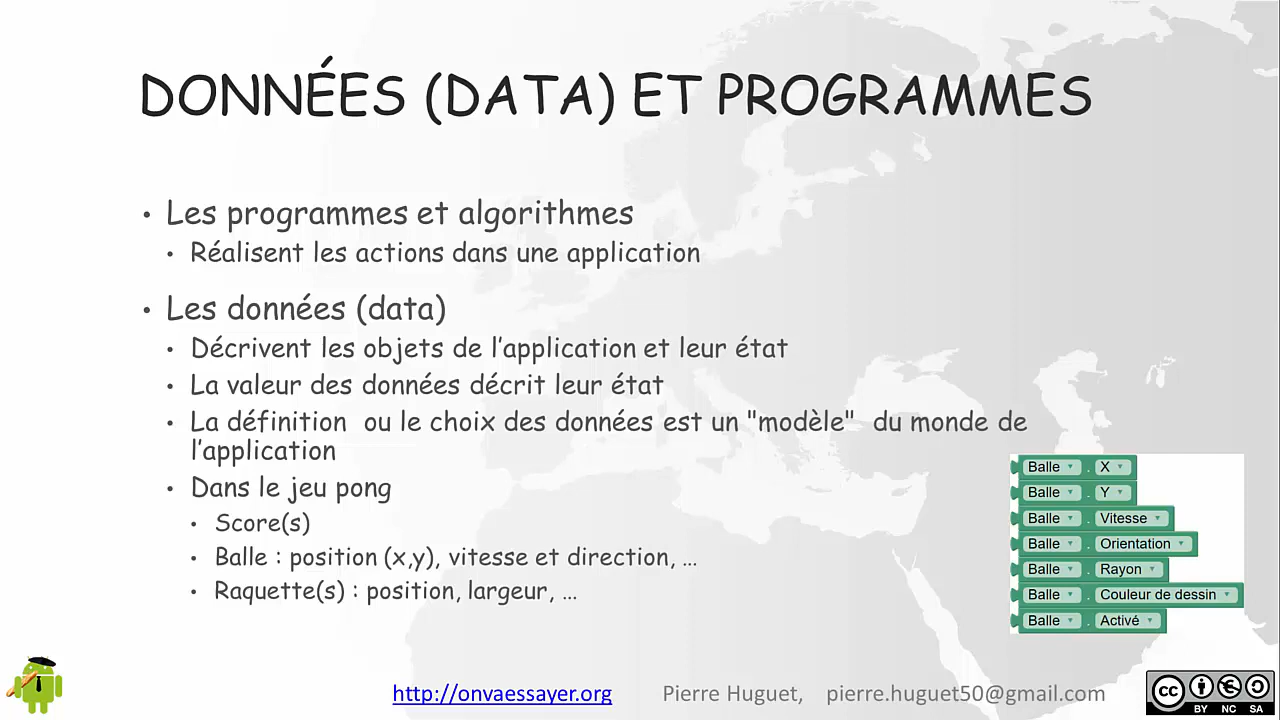 DONNÉES (DATA) ET PROGRAMMES
• Les programmes et algorithmes
• Réalisent les actions dans une application
• Les données (data)
• Décrivent les objets de l’application et leur état
• La valeur des données décrit leur état
• La définition ou le choix des données est un "modèle" du monde de
l’application
• Dans le jeu pong
• Score(s)
• Balle : position (x,y), vitesse et direction, …
• Raquette(s) : position, largeur, …
Balle . X
Balle . Y
Balle . Vitesse
Balle . Orientation
Balle . Rayon
Balle . Couleur de dessin
Balle . Activé
http://onvaessayer.org Pierre Huguet, pierre.huguet50@gmail.com
cc BY NC SA